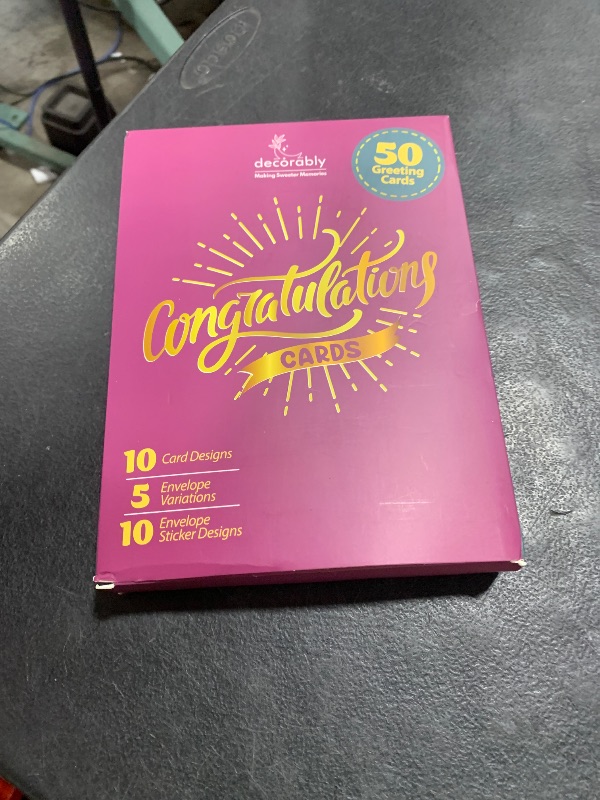 decorably
Making Sweeter Memories
50
Greeting
Cards
Congratulations
CARDS
10 Card Designs
5 Envelope
Variations
10 Envelope
Sticker Designs